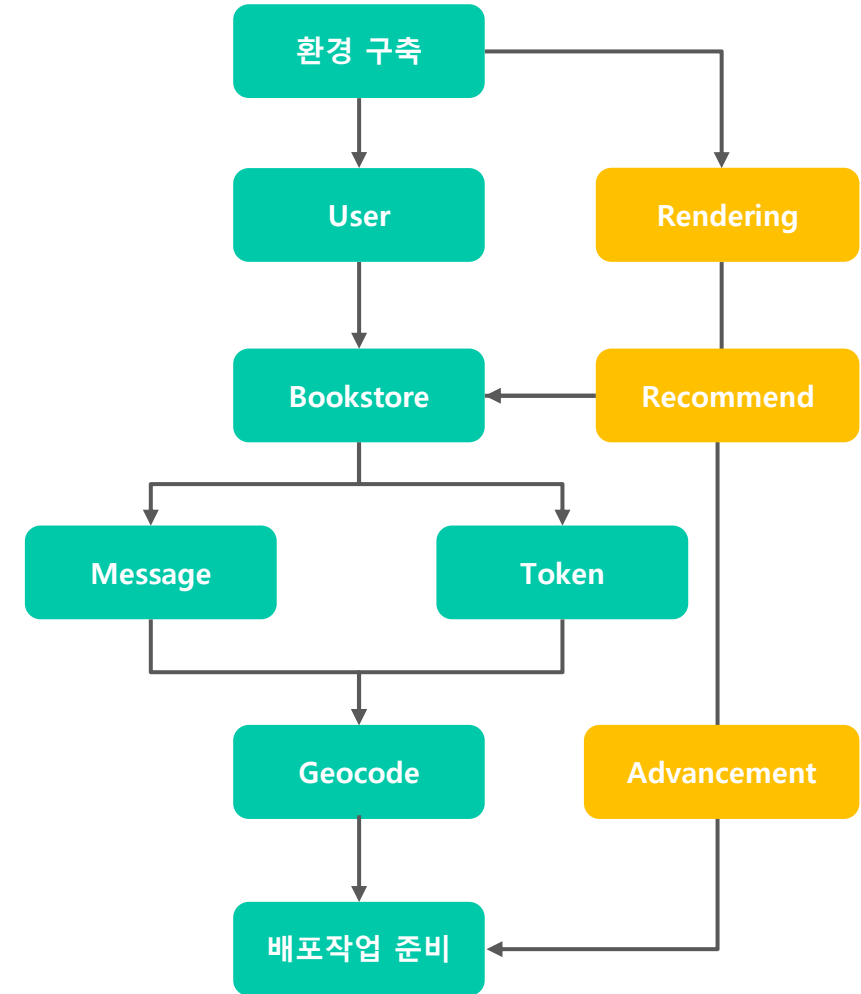 환경 구축
User
Rendering
Bookstore
Recommend
Message
Token
Geocode
Advancement
배포작업 준비